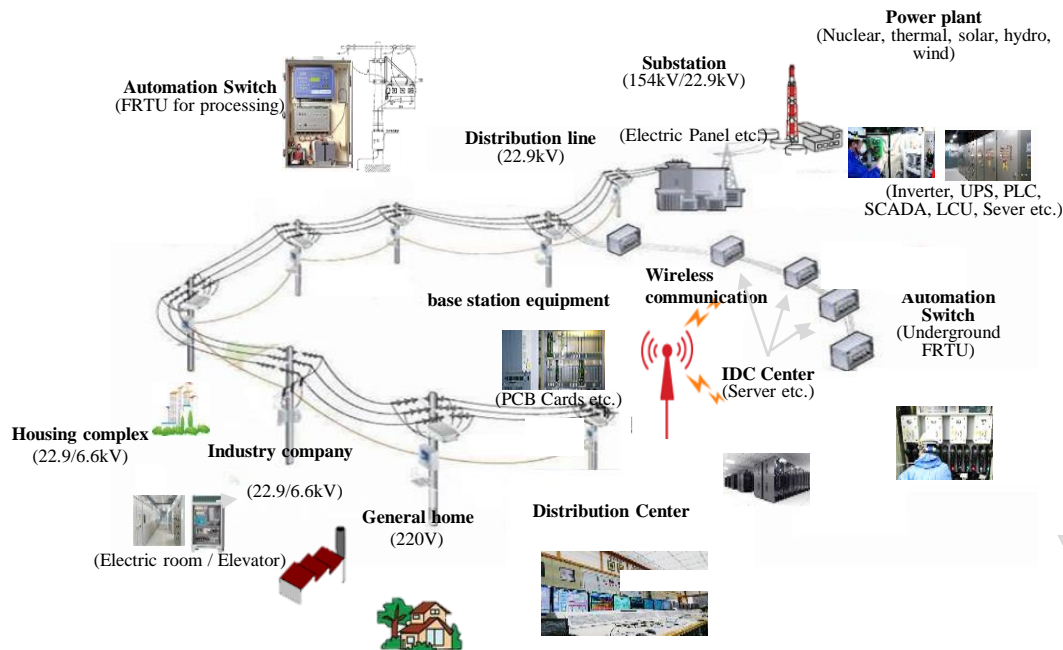 Power plant
(Nuclear, thermal, solar, hydro,
wind)
Substation
(154kV/22.9kV)
Automation Switch
(FRTU for processing)
(Electric Panel etc.)
Distribution line
(22.9kV)
(Inverter, UPS, PLC,
SCADA, LCU, Sever etc.)
Wireless
communication
base station equipment
Automation
Switch
(Underground
FRTU)
IDC Center
(Server etc.)
(PCB Cards etc.)
Housing complex
(22.9/6.6kV)
Industry company
(22.9/6.6kV)
General home
(220V)
Distribution Center
(Electric room / Elevator)